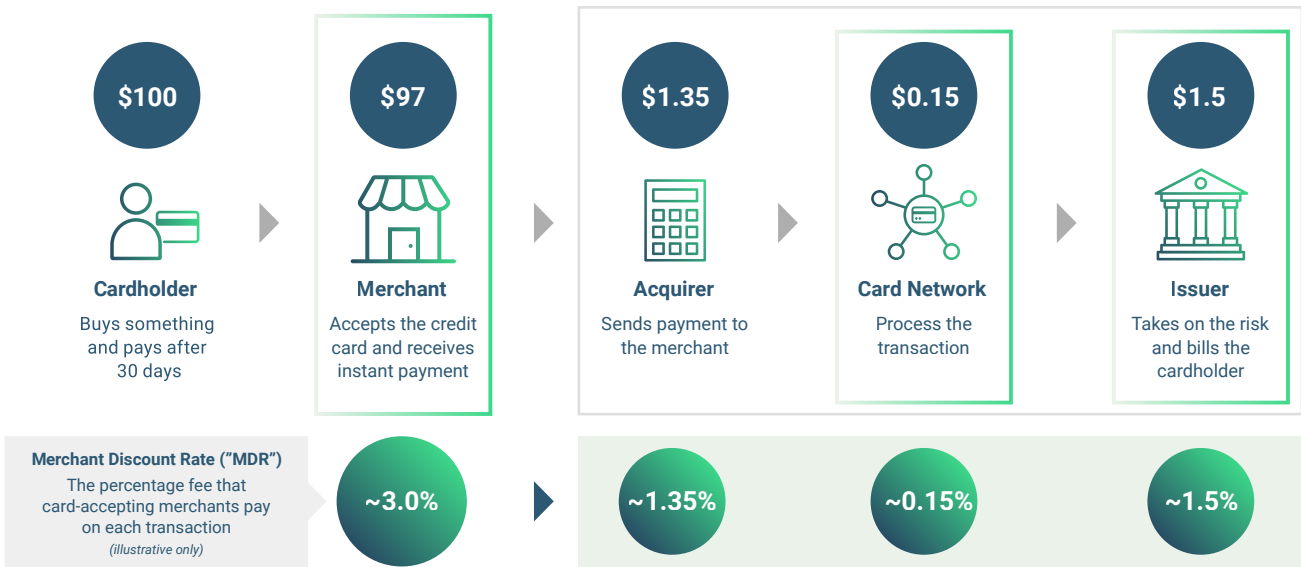 $100
$97
$1.35
$0.15
$1.5
Cardholder
Buys something
and pays after
30 days
Merchant
Accepts the credit
card and receives
instant payment
Acquirer
Sends payment to
the merchant
Card Network
Process the
transaction
Issuer
Takes on the risk
and bills the
cardholder
Merchant Discount Rate (”MDR”)
The percentage fee that
card-accepting merchants pay
on each transaction
(illustrative only)
~3.0%
~1.35%
~0.15%
~1.5%